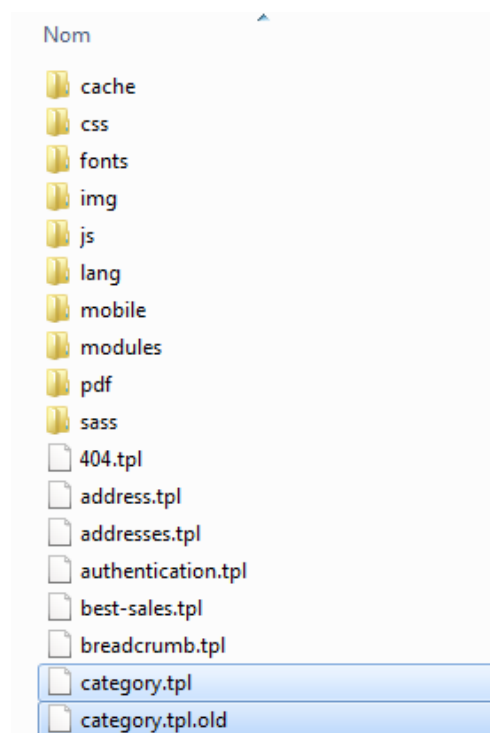 Nom
cache
css
fonts
img
js
lang
mobile
modules
pdf
sass
404.tpl
address.tpl
addresses.tpl
authentication.tpl
best-sales.tpl
breadcrumb.tpl
category.tpl
category.tpl.old